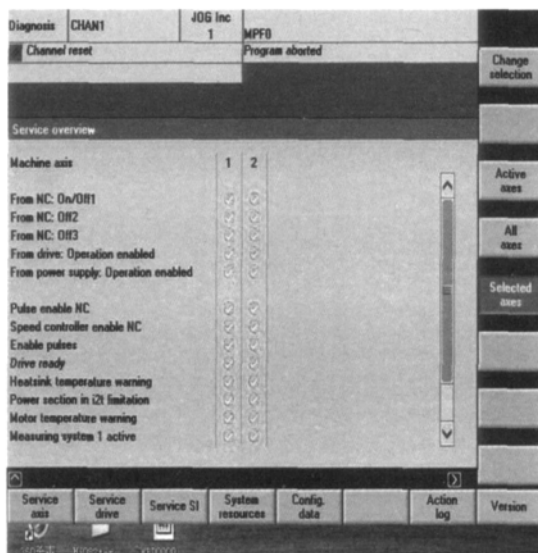 Diagnosis
CHAN1
JOG Inc
1
MPF0
Channel reset
Program aborted
Change
selection
Service overview
Machine axis
1 2
Active
axes
From NC: On/Off1
From NC: Off2
From NC: Off3
From drive: Operation enabled
From power supply: Operation enabled
All
axes
Selected
axes
Pulse enable NC
Speed controller enable NC
Enable pulses
Drive ready
Heatsink temperature warning
Power section in i2t limitation
Motor temperature warning
Measuring system 1 active
Service
axis
Service
drive
Service SI
System
resources
Config.
data
Action
log
Version